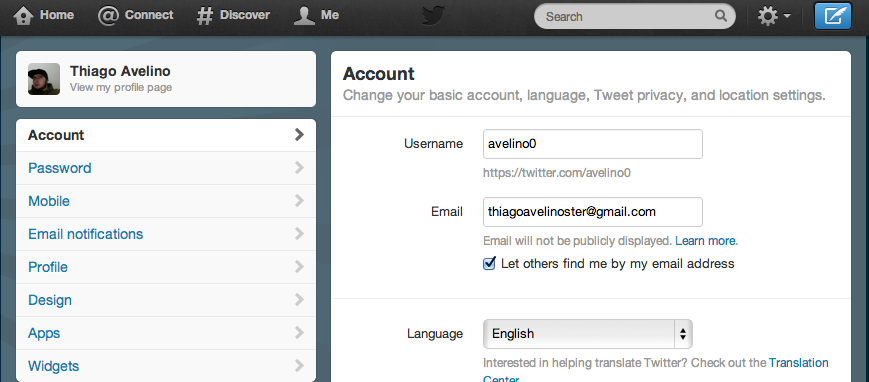 Home
Connect
Discover
Me
Search
Thiago Avelino
View my profile page
Account
Password
Mobile
Email notifications
Profile
Design
Apps
Widgets
Account
Change your basic account, language, Tweet privacy, and location settings.
Username
avelino0
https://twitter.com/avelino0
Email
thiagoavelinoster@gmail.com
Email will not be publicly displayed. Learn more.
Let others find me by my email address
Language
English
Interested in helping translate Twitter? Check out the Translation
Center.